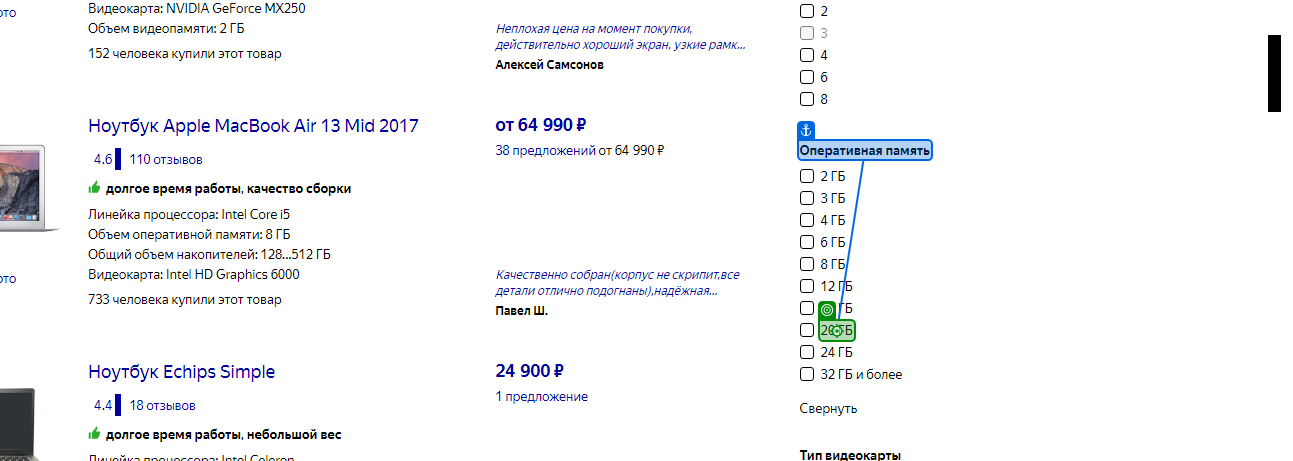 ото
Видеокарта: NVIDIA GeForce MX250
Объем видеопамяти: 2 ГБ
152 человека купили этот товар
Неплохая цена на момент покупки,
действительно хороший экран, узкие рамк...
Алексей Самсонов
Ноутбук Apple MacBook Air 13 Mid 2017
4.6 110 отзывов
долгое время работы, качество сборки
Линейка процессора: Intel Core i5
Объем оперативной памяти: 8 ГБ
Общий объем накопителей: 128...512 ГБ
Видеокарта: Intel HD Graphics 6000
733 человека купили этот товар
ото
от 64 990 ₽
38 предложений от 64 990 ₽
Качественно собран(корпус не скрипит,все
детали отлично подогнаны),надёжная...
Павел Ш.
Ноутбук Echips Simple
4.4 18 отзывов
долгое время работы, небольшой вес
Линейка процессора: Intel Celeron
24 900 ₽
1 предложение
2
3
4
6
8
Оперативная память
2 ГБ
3 ГБ
4 ГБ
6 ГБ
8 ГБ
12 ГБ
ГБ
ГБ
24 ГБ
32 ГБ и более
Свернуть
Тип видеокарты